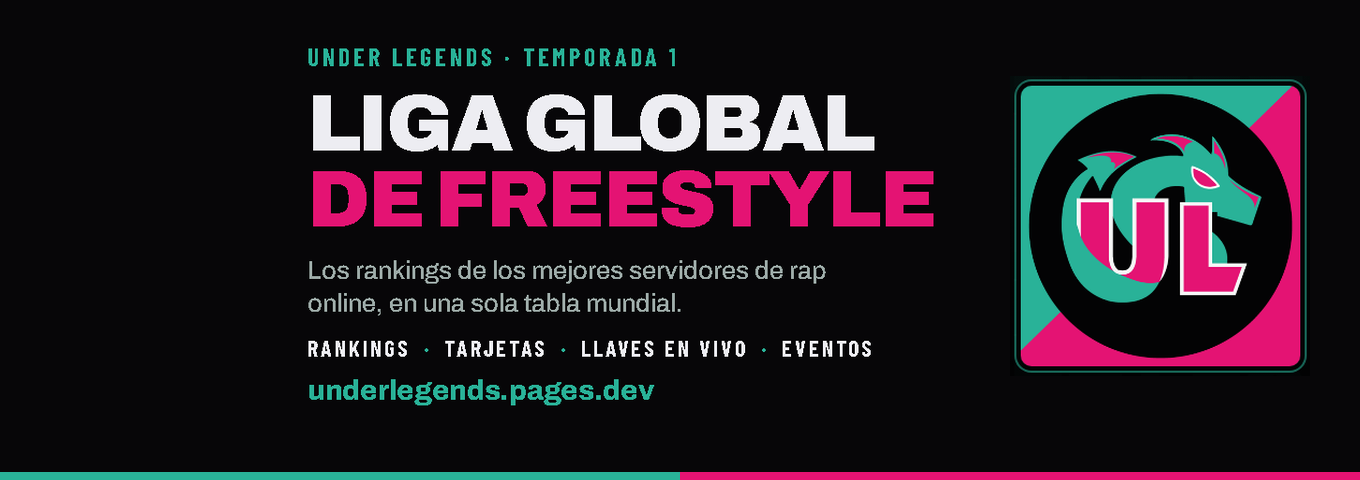 UNDER LEGENDS · TEMPORADA 1
LIGA GLOBAL
DE FREESTYLE
Los rankings de los mejores servidores de rap
online, en una sola tabla mundial.
RANKINGS · TARJETAS · LLAVES EN VIVO · EVENTOS
underlegends.pages.dev
UL